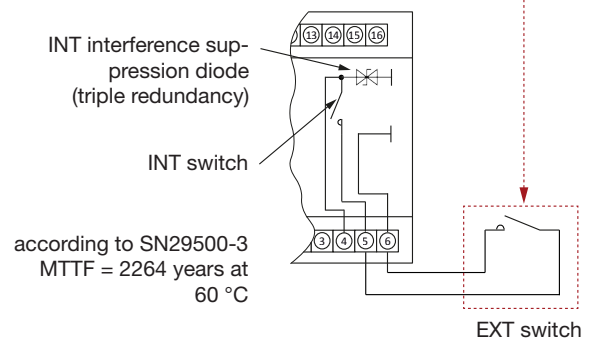 13 14 15 16
INT interference sup-
pression diode
(triple redundancy)
INT switch
3 4 5 6
according to SN29500-3
MTTF = 2264 years at
60 °C
EXT switch